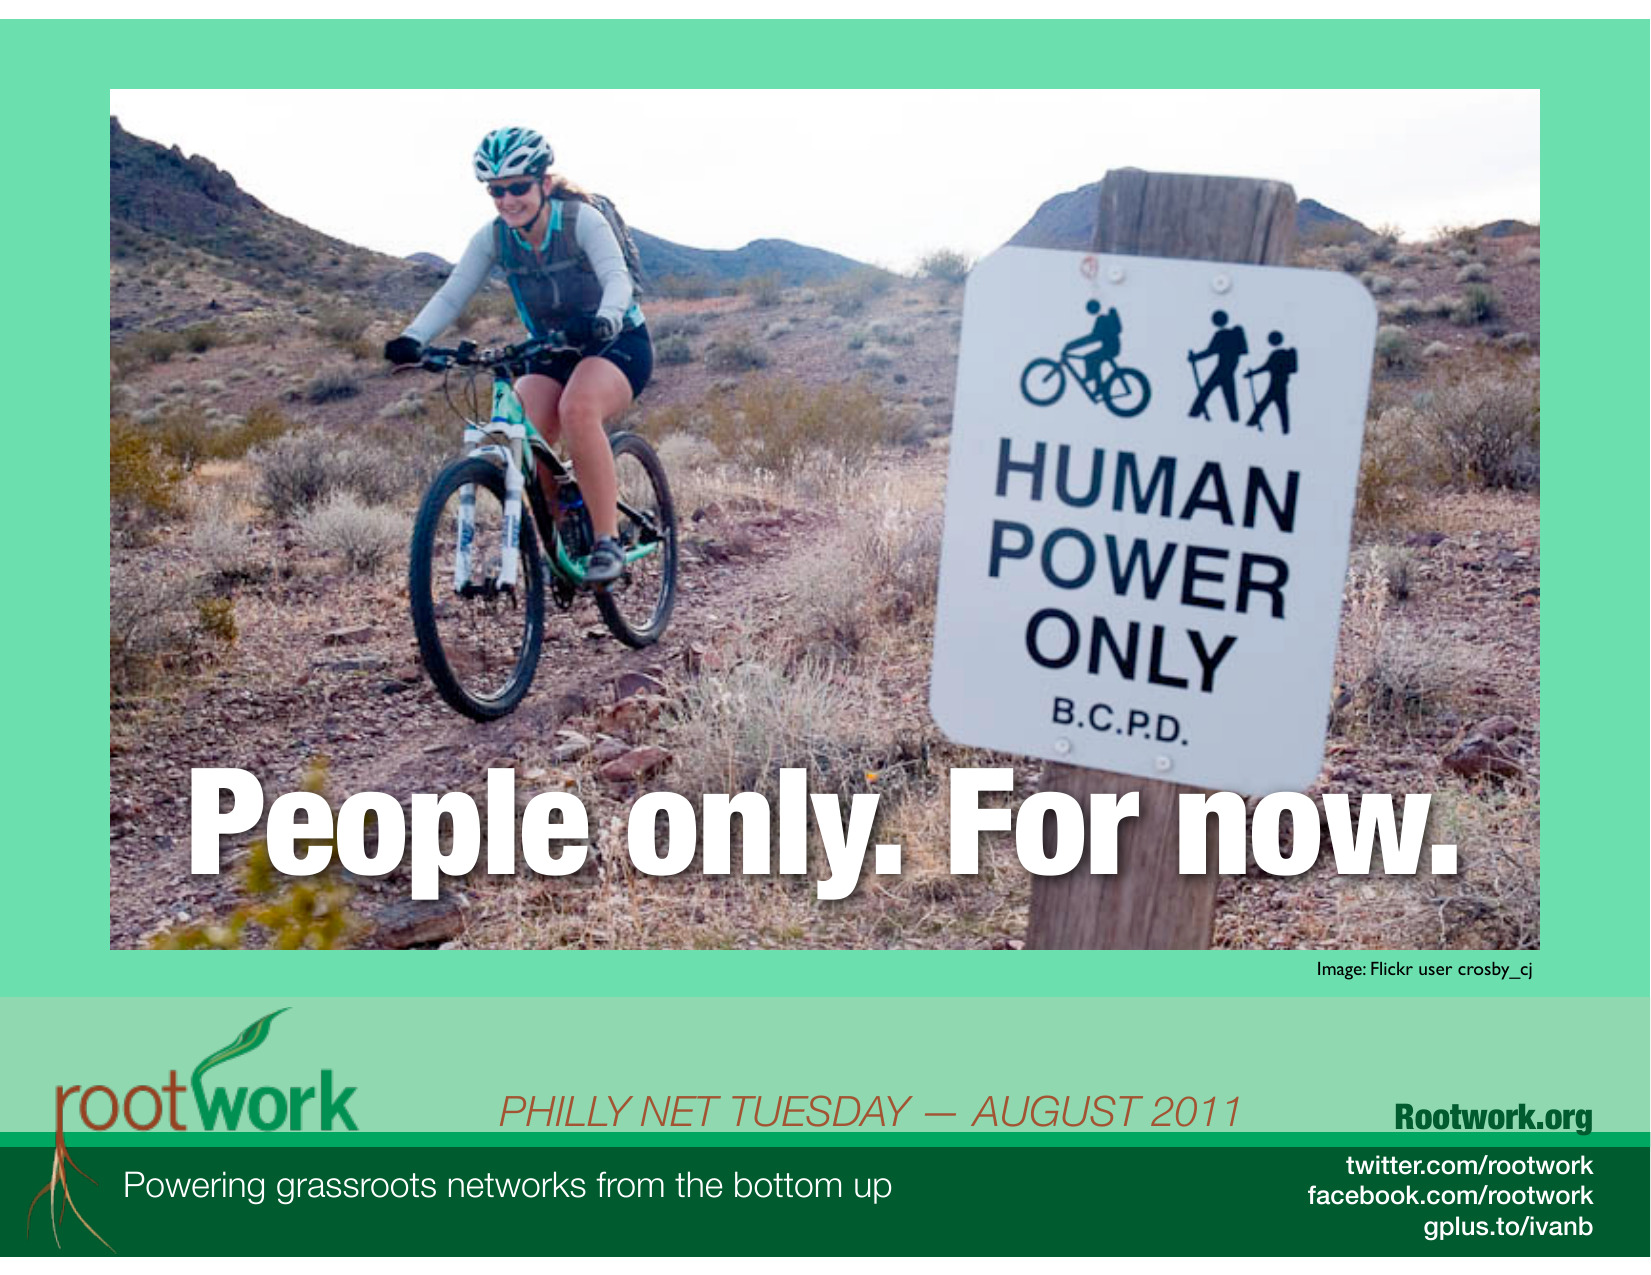 HUMAN
POWER
ONLY
B.C.P.D.
People only. For now.
Image: Flickr user crosby_cj
rootwork
PHILLY NET TUESDAY — AUGUST 2011
Rootwork.org
Powering grassroots networks from the bottom up
twitter.com/rootwork
facebook.com/rootwork
gplus.to/ivanb